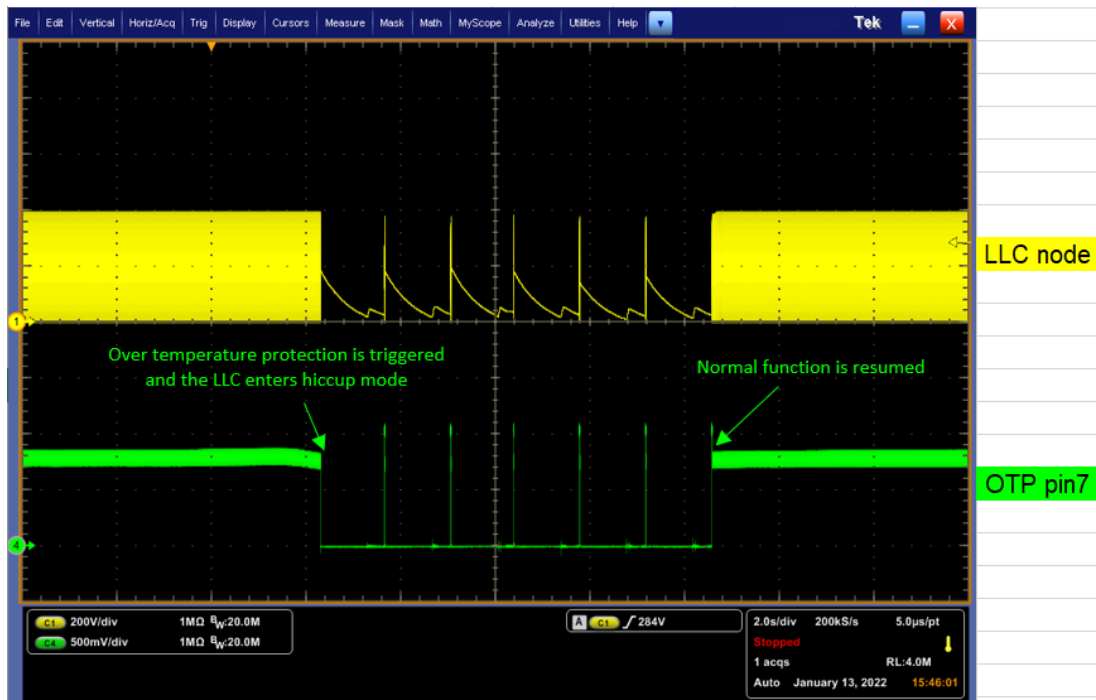 File Edit Vertical Horiz/Acq Trig Display Cursors Measure Mask Math MyScope Analyze Utilities Help Tek X
LLC node
1
Over temperature protection is triggered
and the LLC enters hiccup mode
Normal function is resumed
OTP pin7
4
C1 200V/div 1MΩ BW:20.0M
C4 500mV/div 1MΩ BW:20.0M
A C1 284V
2.0s/div 200kS/s 5.0µs/pt
Stopped
1 acqs RL:4.0M
Auto January 13, 2022 15:46:01